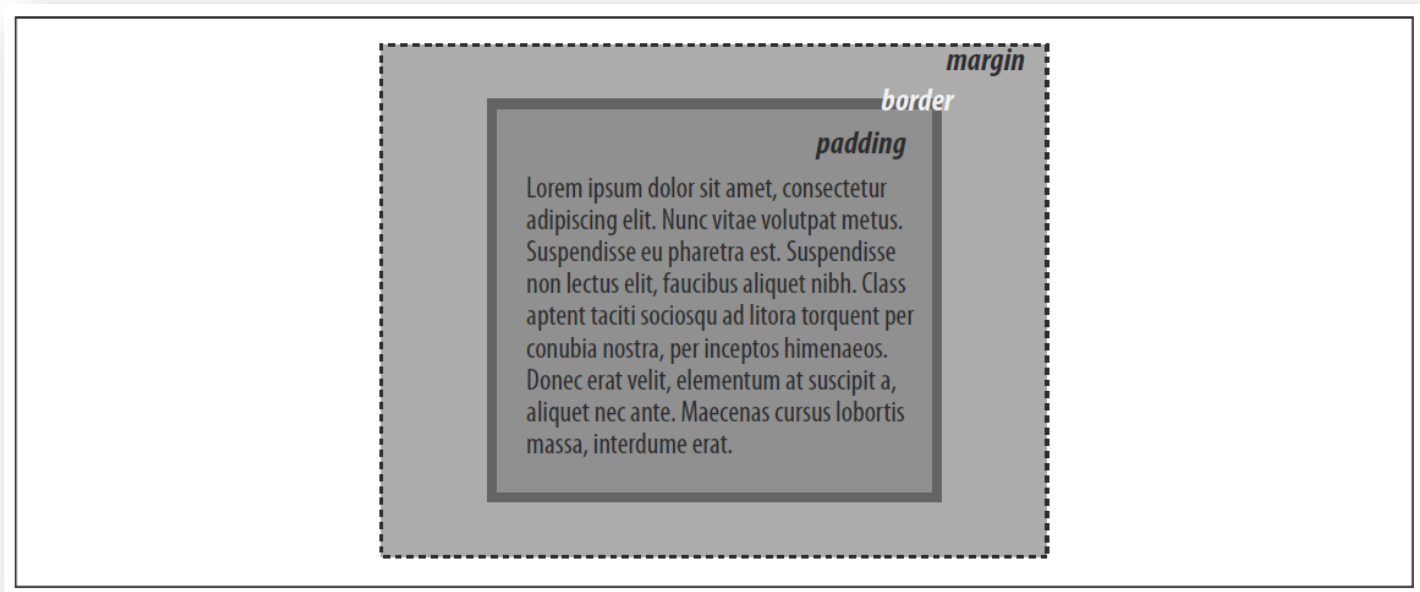 margin
border
padding
Lorem ipsum dolor sit amet, consectetur
adipiscing elit. Nunc vitae volutpat metus.
Suspendisse eu pharetra est. Suspendisse
non lectus elit, faucibus aliquet nibh. Class
aptent taciti sociosqu ad litora torquent per
conubia nostra, per inceptos himenaeos.
Donec erat velit, elementum at suscipit a,
aliquet nec ante. Maecenas cursus lobortis
massa, interdume erat.